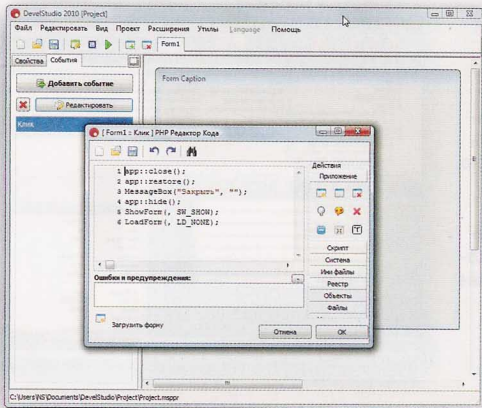 DevelStudio 2010 [Project]
Файл Редактировать Вид Проект Расширения Утилы Language Помощь
Form1
Свойства События
Добавить событие
Редактировать
Клик
Form Caption
[ Form1 :: Клик ] PHP Редактор Кода
1 app::close();
2 app::restore();
3 MessageBox("Закрыть", "");
4 app::hide();
5 ShowForm(, SW_SHOW);
6 LoadForm(, LD_NONE);
Действия
Приложение
Скрипт
Система
Ини файлы
Реестр
Объекты
Файлы
Ошибки и предупреждения:
Загрузить форму
Отмена
OK
C:\Users\NS\Documents\DevelStudio\Project\Project.msppr